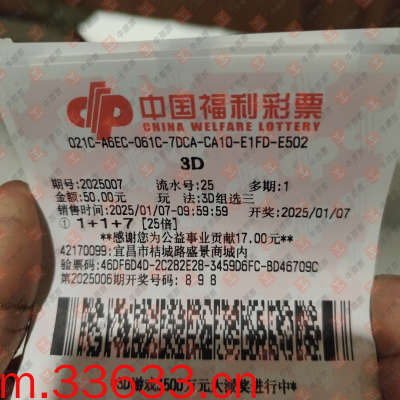 中国福利彩票
CHINA WELFARE LOTTERY
021C-A6EC-061C-7DCA-CA10-E1FD-E502
3D
期号:2025007 流水号:25 多期:1
金额:50.00元 玩 法:3D组选三
销售:2025/01/07-09:59:59 开奖:2025/01/07
① 1+1+7 [25倍]
**感谢您为公益事业贡献17.00元**
42170099:宜昌市桔城路盛景商城内
验票码:46DF6D4D-2C282E28-3459D6FC-BD46709C
第2025006期开奖号码:8 9 8
m.33633.cn